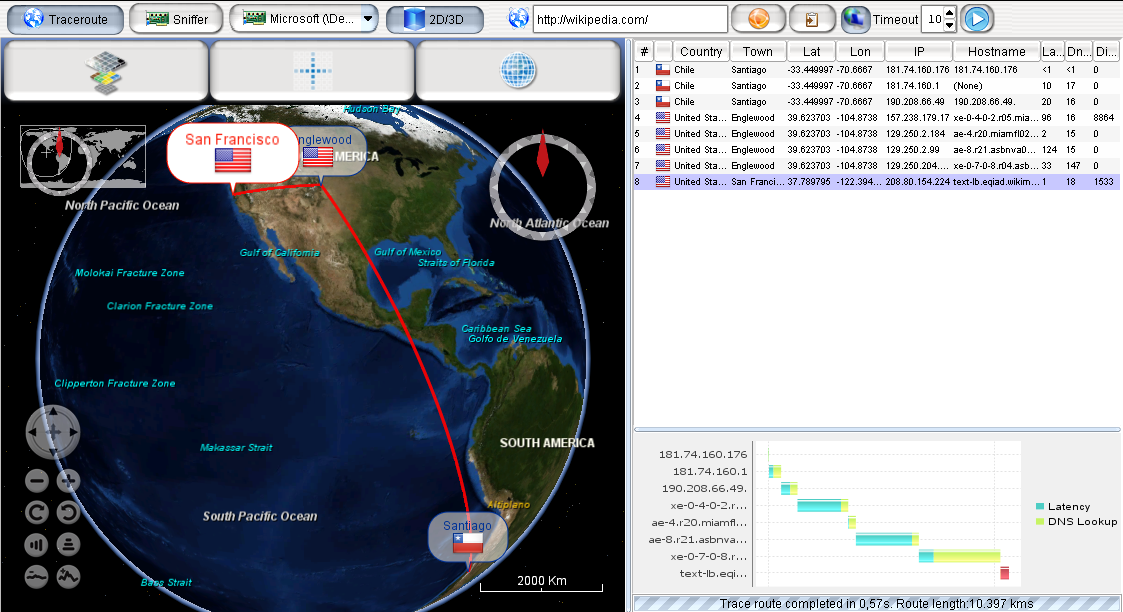 Traceroute Sniffer Microsoft (\De... 2D/3D http://wikipedia.com/ Timeout 10
Hudson Bay
San Francisco
Englewood
MERICA
North Pacific Ocean
North Atlantic Ocean
Gulf of California
Gulf of Mexico
Straits of Florida
Molokai Fracture Zone
Clarion Fracture Zone
Caribbean Sea
Golfo de Venezuela
Clipperton Fracture Zone
Makassar Strait
SOUTH AMERICA
Altiplano
South Pacific Ocean
Santiago
Bass Strait
2000 Km
# Country Town Lat Lon IP Hostname La... Dn... Di...
1 Chile Santiago -33.449997 -70.6667 181.74.160.176 181.74.160.176 <1 <1 0
2 Chile Santiago -33.449997 -70.6667 181.74.160.1 (None) 10 17 0
3 Chile Santiago -33.449997 -70.6667 190.208.66.49 190.208.66.49. 20 16 0
4 United Sta... Englewood 39.623703 -104.8738 157.238.179.17 xe-0-4-0-2.r05.mia... 96 16 8864
5 United Sta... Englewood 39.623703 -104.8738 129.250.2.184 ae-4.r20.miamfl02... 2 15 0
6 United Sta... Englewood 39.623703 -104.8738 129.250.2.99 ae-8.r21.asbnva0... 124 15 0
7 United Sta... Englewood 39.623703 -104.8738 129.250.204.... xe-0-7-0-8.r04.asb... 33 147 0
8 United Sta... San Franci... 37.789795 -122.394... 208.80.154.224 text-lb.eqiad.wikim... 1 18 1533
181.74.160.176
181.74.160.1
190.208.66.49.
xe-0-4-0-2.r...
ae-4.r20.miamfl...
ae-8.r21.asbnva...
xe-0-7-0-8.r...
text-lb.eqi...
Latency
DNS Lookup
Trace route completed in 0,57s. Route length:10.397 kms